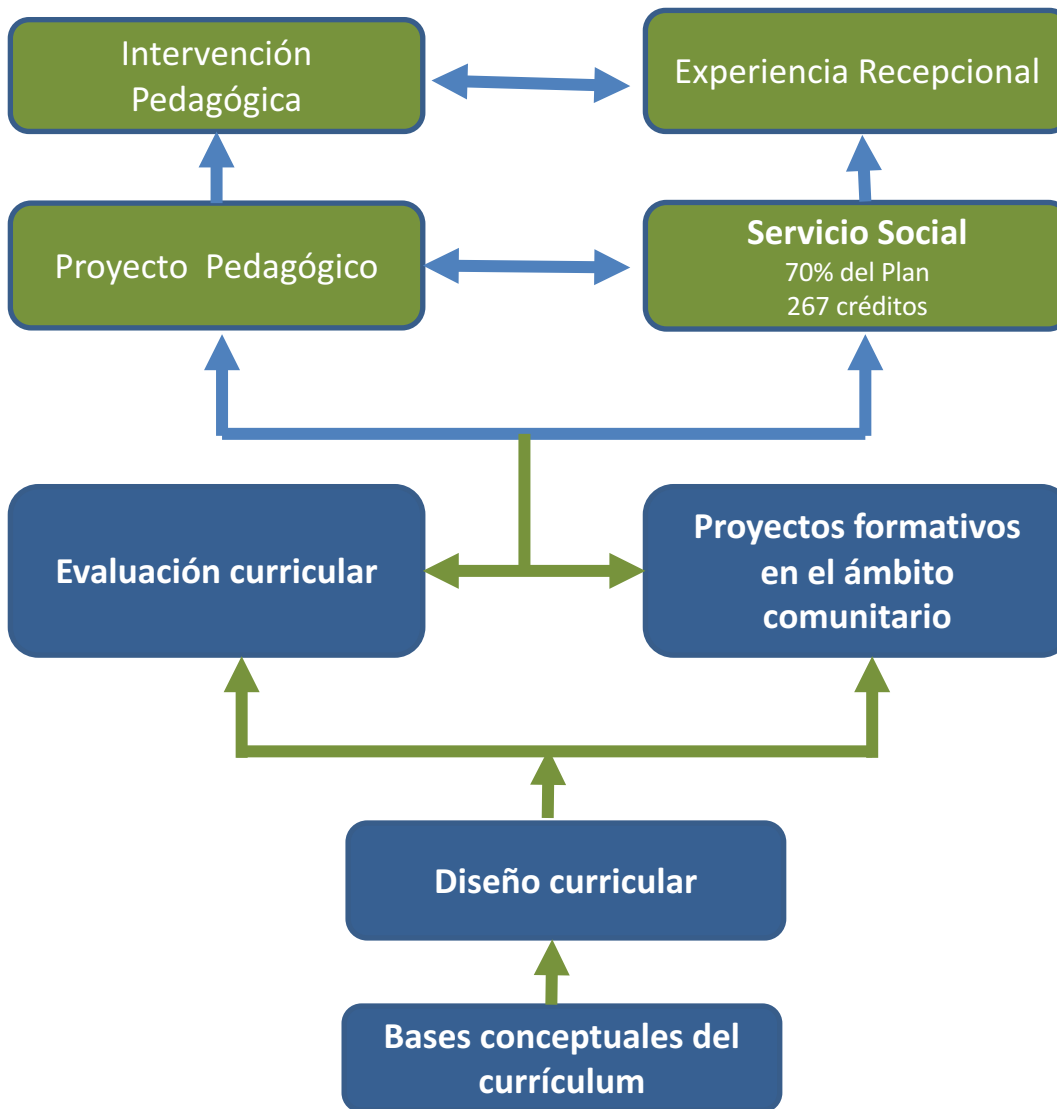 Intervención
Pedagógica
Experiencia Recepcional
Proyecto  Pedagógico
Servicio Social
70% del Plan
267 créditos
Evaluación curricular
Proyectos formativos
en el ámbito
comunitario
Diseño curricular
Bases conceptuales del
currículum